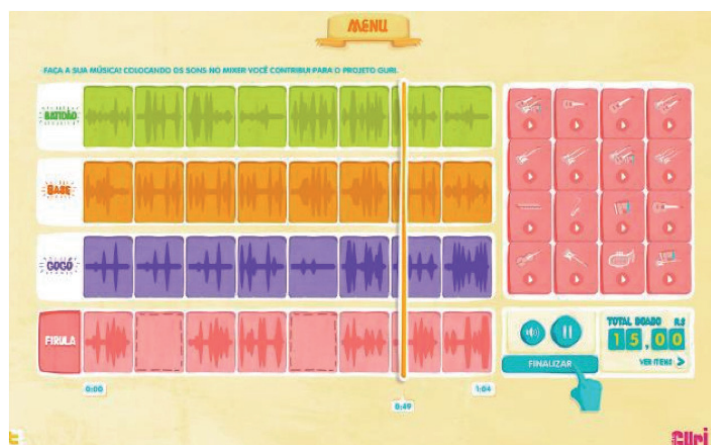 MENU
FAÇA A SUA MÚSICA! COLOCANDO OS SONS NO MIXER VOCÊ CONTRIBUI PARA O PROJETO GURI.
BATIDÃO
BASE
COCO
FIRULA
TOTAL DOADO R$
15,00
FINALIZAR
VER ITENS >
0:00
0:49
1:04
Guri